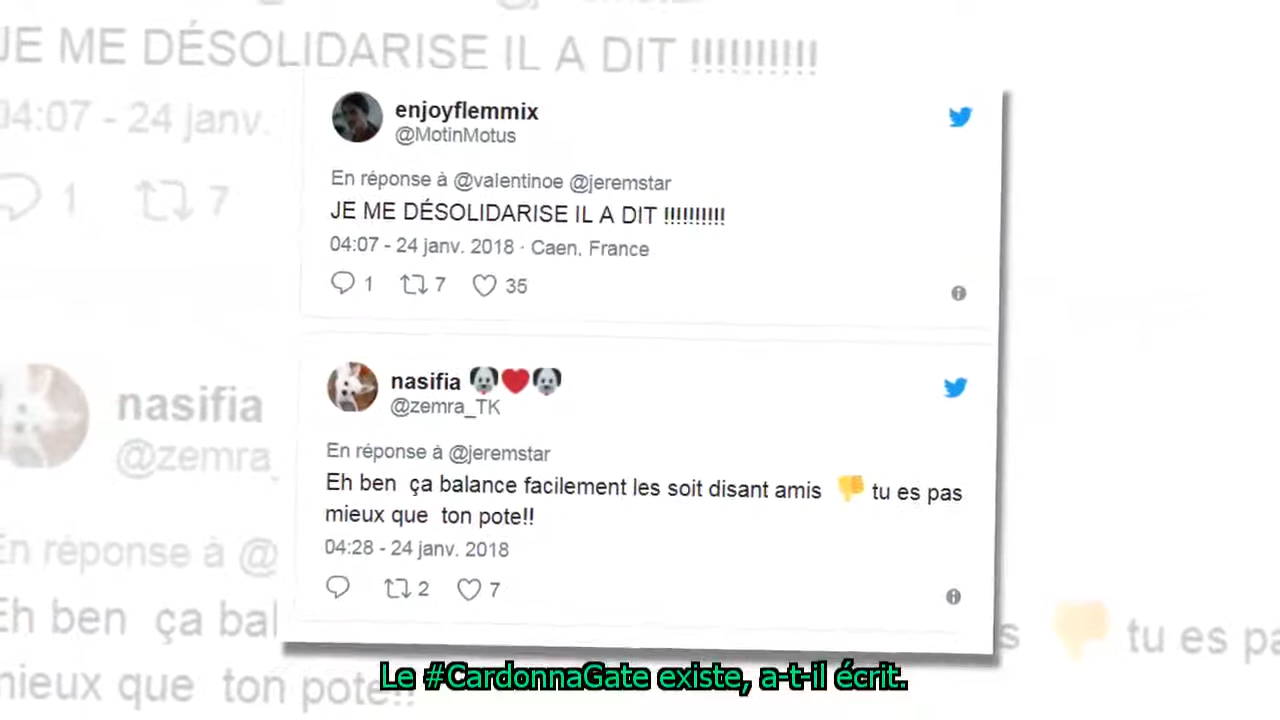 JE ME DÉSOLIDARISE IL A DIT !!!!!!!!!!
04:07 - 24 janv.
1 7
enjoyflemmix
@MotinMotus
En réponse à @valentinoe @jeremstar
JE ME DÉSOLIDARISE IL A DIT !!!!!!!!!!
04:07 - 24 janv. 2018 · Caen, France
1 7 35
nasifia 🐶❤️🐶
@zemra_TK
En réponse à @jeremstar
Eh ben ça balance facilement les soit disant amis 👎 tu es pas
mieux que ton pote!!
04:28 - 24 janv. 2018
2 7
nasifia
@zemra_
En réponse à @
Eh ben ça bal s 👎 tu es pa
mieux que ton pote!!
Le #CardonnaGate existe, a-t-il écrit.